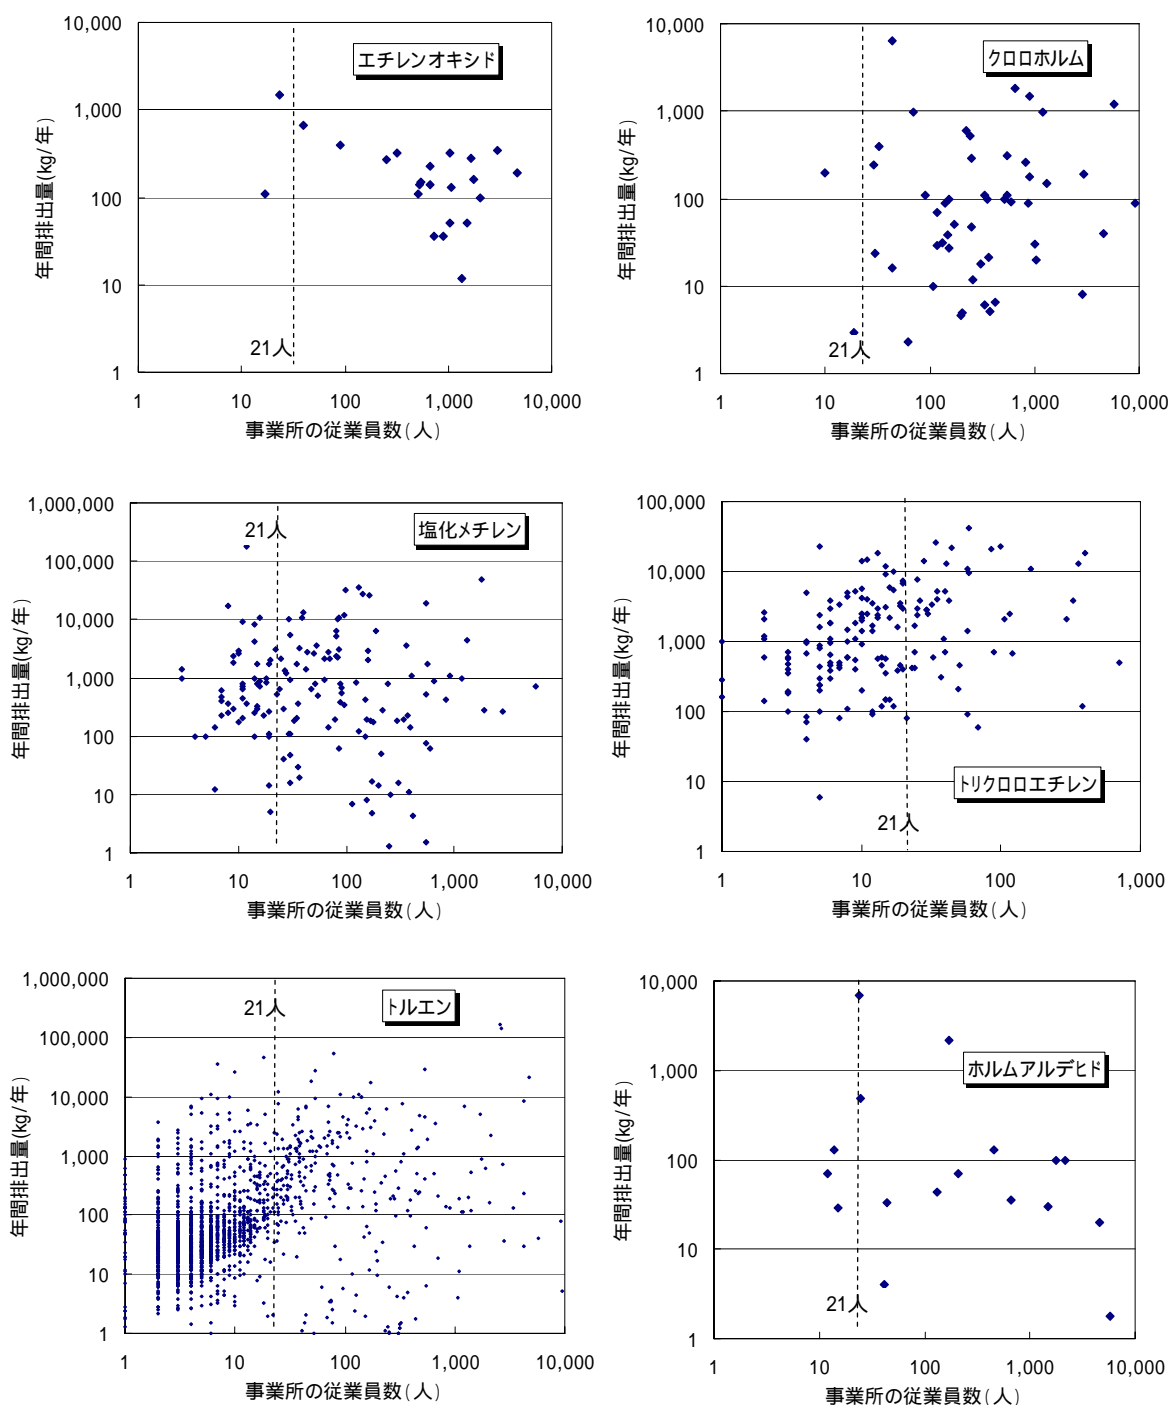 エチレンオキシド
年間排出量(kg/年)
10,000
1,000
100
10
1
21人
1 10 100 1,000 10,000
事業所の従業員数(人)
クロロホルム
年間排出量(kg/年)
10,000
1,000
100
10
1
21人
1 10 100 1,000 10,000
事業所の従業員数(人)
塩化メチレン
年間排出量(kg/年)
1,000,000
100,000
10,000
1,000
100
10
1
21人
1 10 100 1,000 10,000
事業所の従業員数(人)
トリクロロエチレン
年間排出量(kg/年)
100,000
10,000
1,000
100
10
1
21人
1 10 100 1,000
事業所の従業員数(人)
トルエン
年間排出量(kg/年)
1,000,000
100,000
10,000
1,000
100
10
1
21人
1 10 100 1,000 10,000
事業所の従業員数(人)
ホルムアルデヒド
年間排出量(kg/年)
10,000
1,000
100
10
1
21人
1 10 100 1,000 10,000
事業所の従業員数(人)